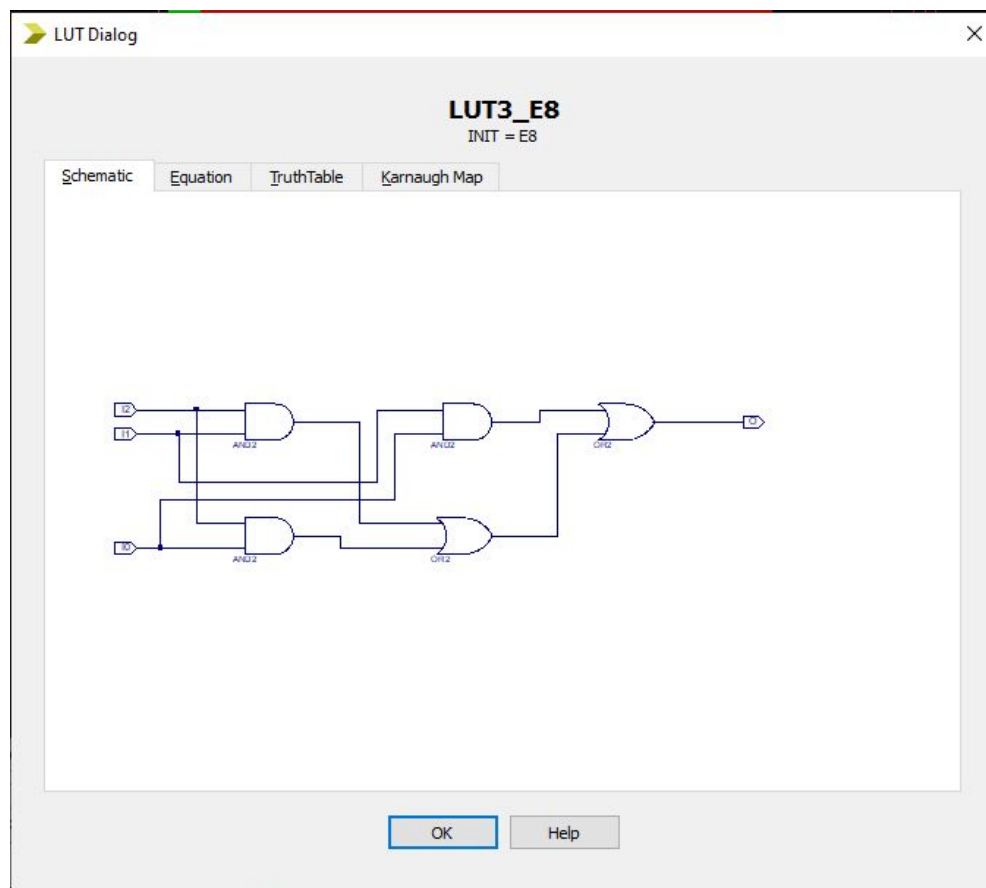 LUT Dialog
LUT3_E8
INIT = E8
Schematic Equation TruthTable Karnaugh Map
I2
I1
AND2 AND2 OR2 O
I0
AND2 OR2
OK Help